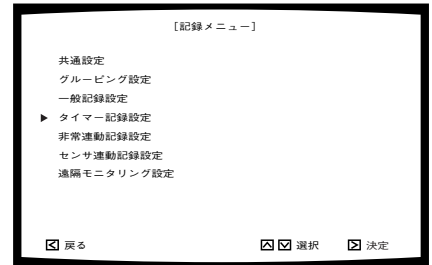 [記録メニュー]
共通設定
グルーピング設定
一般記録設定
▶ タイマー記録設定
非常連動記録設定
センサ連動記録設定
遠隔モニタリング設定
戻る 選択 決定